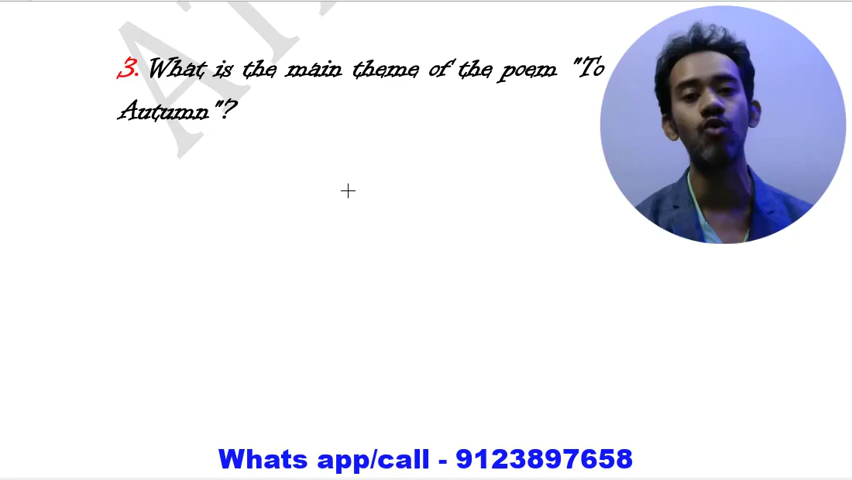 3. What is the main theme of the poem "To
Autumn"?
Whats app/call - 9123897658